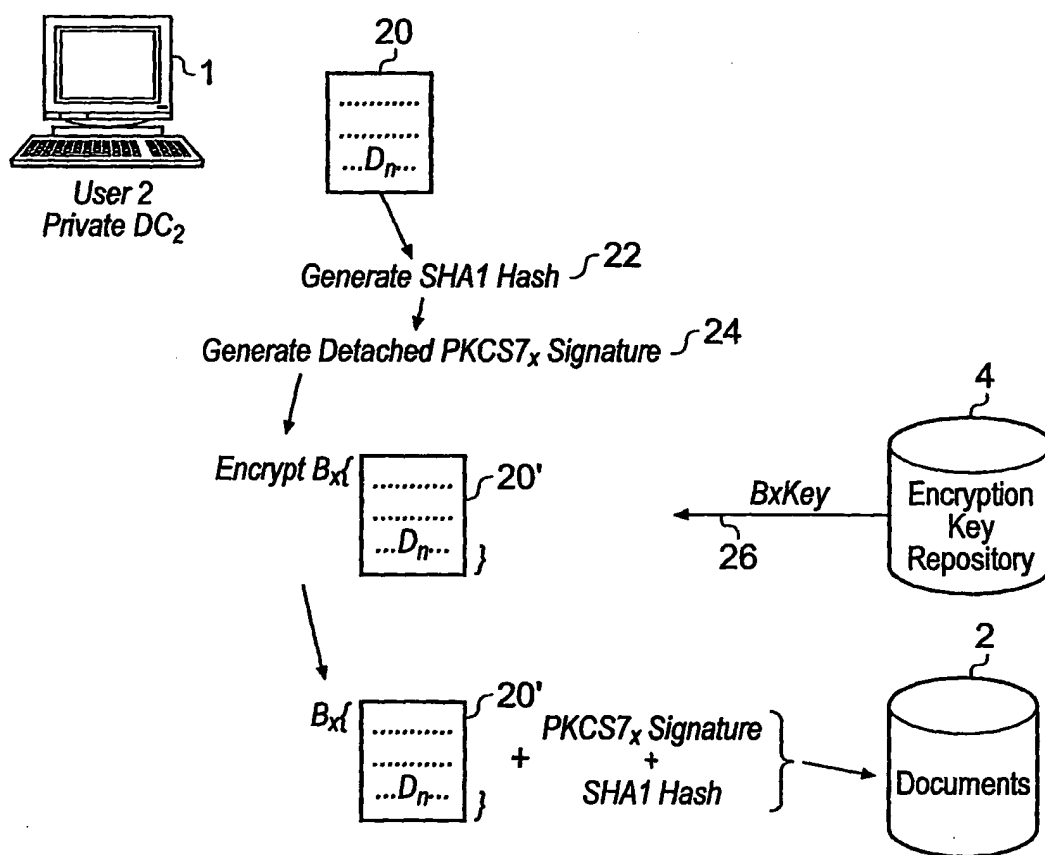 20
1
...........
...........
...Dn...
User 2
Private DC2
Generate SHA1 Hash 22
Generate Detached PKCS7x Signature 24
4
Encrypt Bx{
...........
...........
...Dn...
}
20'
BxKey
26
Encryption
Key
Repository
2
Bx{
...........
...........
...Dn...
}
20'
+
PKCS7x Signature
+
SHA1 Hash
}
Documents